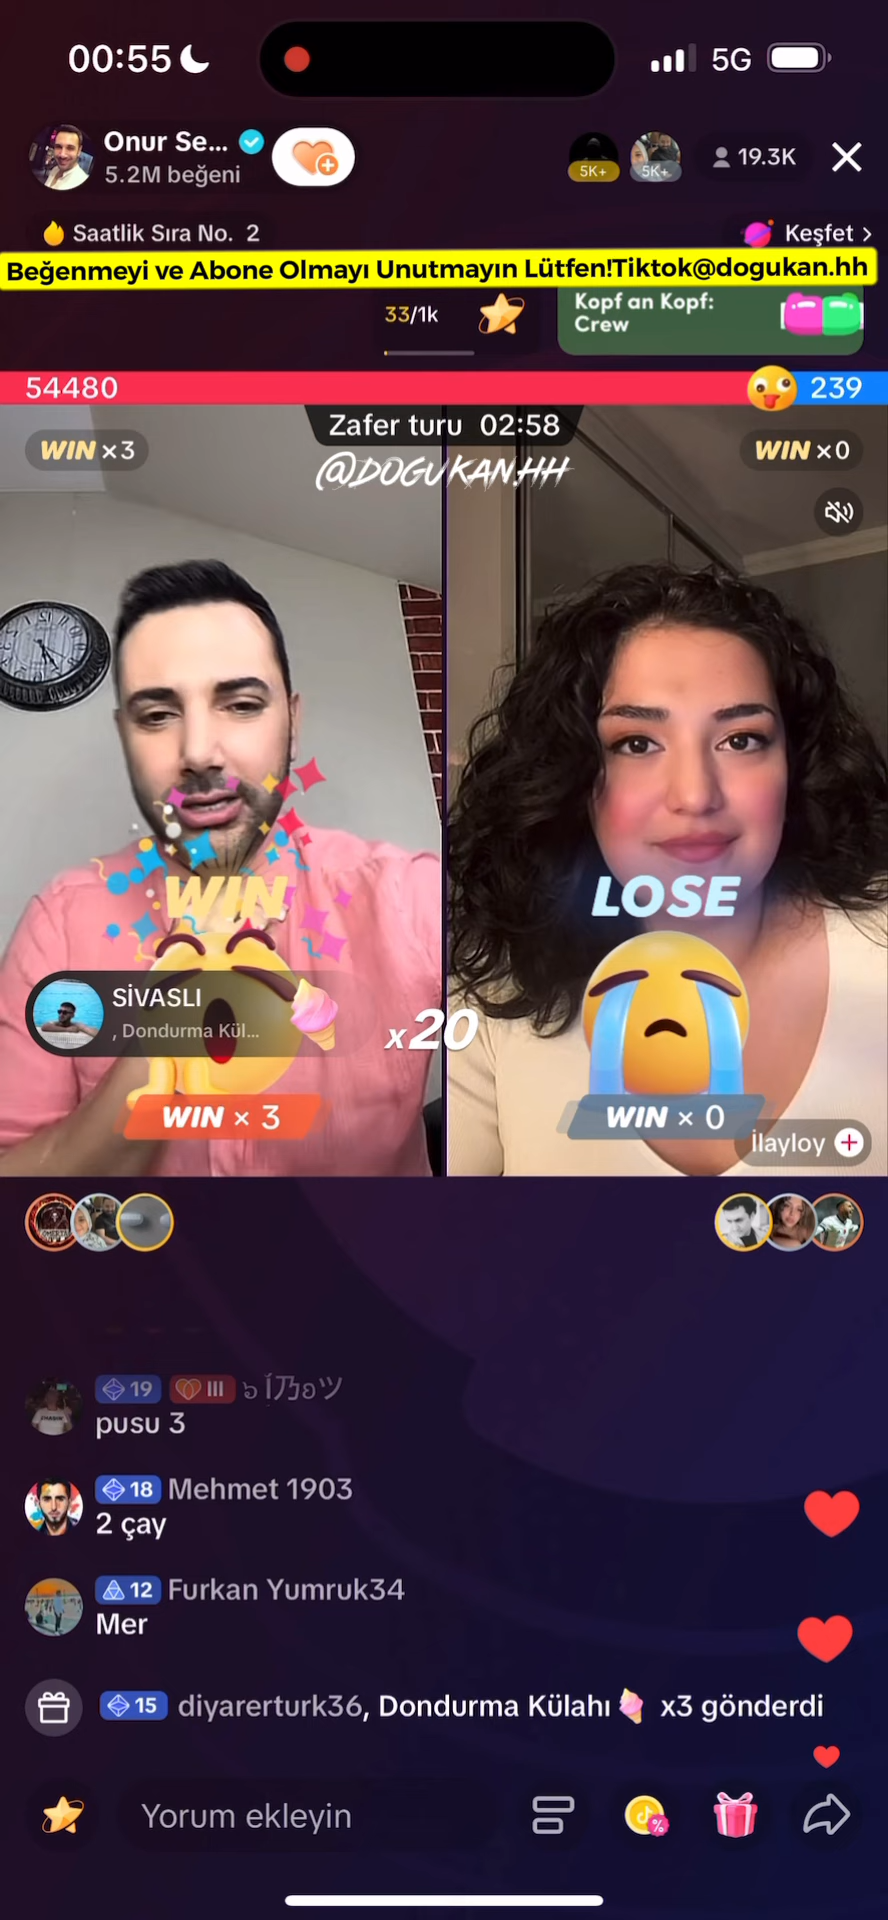 00:55
5G
Onur Se...
5.2M beğeni
5K+
5K+
19.3K
Saatlik Sıra No. 2
Keşfet >
Beğenmeyi ve Abone Olmayı Unutmayın Lütfen!Tiktok@dogukan.hh
33/1k
Kopf an Kopf:
Crew
54480
239
Zafer turu 02:58
WIN ×3
WIN ×0
@DOGUKAN.HH
WIN
LOSE
SİVASLI
, Dondurma Kül...
x20
WIN × 3
WIN × 0
İlayloy
19 III
pusu 3
18 Mehmet 1903
2 çay
12 Furkan Yumruk34
Mer
15 diyarerturk36, Dondurma Külahı x3 gönderdi
Yorum ekleyin